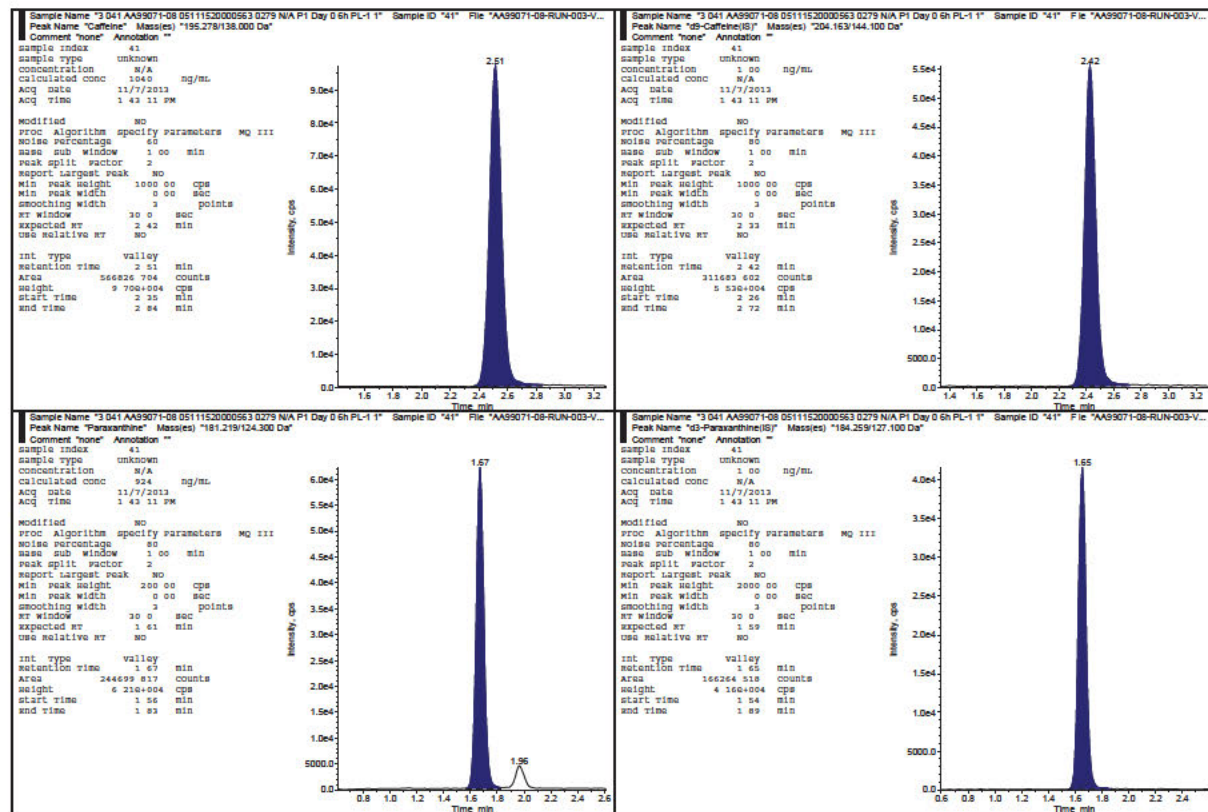 Sample Name "3 041 AA99071-08 05111520000563 0279 N/A P1 Day 0 6h PL-1 1" Sample ID "41" File "AA99071-08-RUN-003-V...
Peak Name "Caffeine" Mass(es) "195.278/138.000 Da"
Comment "none" Annotation ""
Sample Index 41
Sample Type Unknown
Concentration N/A
Calculated Conc 1040 ng/mL
Acq Date 11/7/2013
Acq Time 1 43 11 PM
Modified NO
Proc Algorithm Specify Parameters MQ III
Noise Percentage 60
Base Sub Window 1 00 min
Peak Split Factor 2
Report Largest Peak NO
Min Peak Height 1000 00 cps
Min Peak Width 0 00 sec
Smoothing Width 3 points
RT Window 30 0 sec
Expected RT 2 42 min
Use Relative RT NO
Int Type Valley
Retention Time 2 51 min
Area 566826 704 counts
Height 9 70e+004 cps
Start Time 2 35 min
End Time 2 84 min
2.51
9.0e4
8.0e4
7.0e4
6.0e4
5.0e4
4.0e4
3.0e4
2.0e4
1.0e4
0.0
Intensity, cps
1.6 1.8 2.0 2.2 2.4 2.6 2.8 3.0 3.2
Time min
Sample Name "3 041 AA99071-08 05111520000563 0279 N/A P1 Day 0 6h PL-1 1" Sample ID "41" F le "AA99071-08-RUN-003-V...
Peak Name "d9-Caffeine(IS)" Mass(es) "204.163/144.100 Da"
Comment "none" Annotation ""
Sample Index 41
Sample Type Unknown
Concentration 1 00 ng/mL
Calculated Conc N/A
Acq Date 11/7/2013
Acq Time 1 43 11 PM
Modified NO
Proc Algorithm Specify Parameters MQ III
Noise Percentage 80
Base Sub Window 1 00 min
Peak Split Factor 2
Report Largest Peak NO
Min Peak Height 1000 00 cps
Min Peak Width 0 00 sec
Smoothing Width 3 points
RT Window 30 0 sec
Expected RT 2 33 min
Use Relative RT NO
Int Type Valley
Retention Time 2 42 min
Area 311683 602 counts
Height 5 53e+004 cps
Start Time 2 26 min
End Time 2 72 min
2.42
5.5e4
5.0e4
4.5e4
4.0e4
3.5e4
3.0e4
2.5e4
2.0e4
1.5e4
1.0e4
5000.0
0.0
Intensity, cps
1.4 1.6 1.8 2.0 2.2 2.4 2.6 2.8 3.0 3.2
Time min
Sample Name "3 041 AA99071-08 05111520000563 0279 N/A P1 Day 0 6h PL-1 1" Sample ID "41" File "AA99071-08-RUN-003-V...
Peak Name "Paraxanthine" Mass(es) "181.219/124.300 Da"
Comment "none" Annotation ""
Sample Index 41
Sample Type Unknown
Concentration N/A
Calculated Conc 924 ng/mL
Acq Date 11/7/2013
Acq Time 1 43 11 PM
Modified NO
Proc Algorithm Specify Parameters MQ III
Noise Percentage 80
Base Sub Window 1 00 min
Peak Split Factor 2
Report Largest Peak NO
Min Peak Height 200 00 cps
Min Peak Width 0 00 sec
Smoothing Width 3 points
RT Window 30 0 sec
Expected RT 1 61 min
Use Relative RT NO
Int Type Valley
Retention Time 1 67 min
Area 244699 817 counts
Height 6 21e+004 cps
Start Time 1 56 min
End Time 1 83 min
1.67
1.96
6.0e4
5.5e4
5.0e4
4.5e4
4.0e4
3.5e4
3.0e4
2.5e4
2.0e4
1.5e4
1.0e4
5000.0
0.0
Intensity, cps
0.8 1.0 1.2 1.4 1.6 1.8 2.0 2.2 2.4 2.6
Time min
Sample Name "3 041 AA99071-08 05111520000563 0279 N/A P1 Day 0 6h PL-1 1" Sample ID "41" File "AA99071-08-RUN-003-V...
Peak Name "d3-Paraxanthine(IS)" Mass(es) "184.259/127.100 Da"
Comment "none" Annotation ""
Sample Index 41
Sample Type Unknown
Concentration 1 00 ng/mL
Calculated Conc N/A
Acq Date 11/7/2013
Acq Time 1 43 11 PM
Modified NO
Proc Algorithm Specify Parameters MQ III
Noise Percentage 80
Base Sub Window 1 00 min
Peak Split Factor 2
Report Largest Peak NO
Min Peak Height 2000 00 cps
Min Peak Width 0 00 sec
Smoothing Width 3 points
RT Window 30 0 sec
Expected RT 1 59 min
Use Relative RT NO
Int Type Valley
Retention Time 1 65 min
Area 166264 518 counts
Height 4 16e+004 cps
Start Time 1 54 min
End Time 1 89 min
1.65
4.0e4
3.5e4
3.0e4
2.5e4
2.0e4
1.5e4
1.0e4
5000.0
0.0
Intensity, cps
0.6 0.8 1.0 1.2 1.4 1.6 1.8 2.0 2.2 2.4
Time min